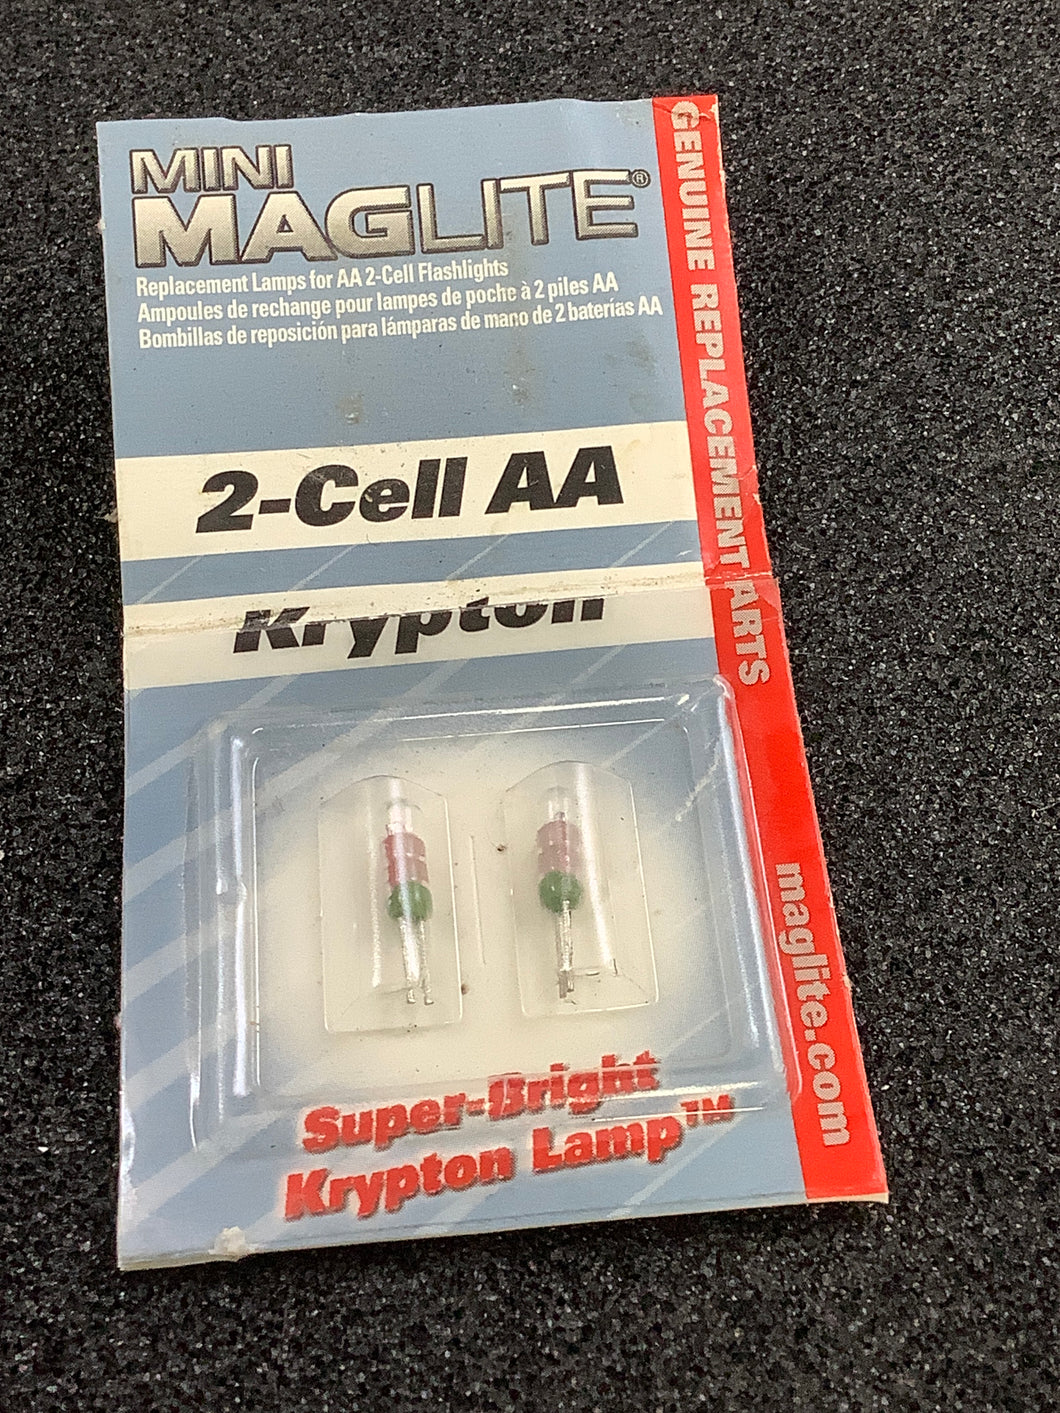 MINI
MAGLITE®
Replacement Lamps for AA 2-Cell Flashlights
Ampoules de rechange pour lampes de poche à 2 piles AA
Bombillas de reposición para lámparas de mano de 2 baterías AA
2-Cell AA
Krypton
Super-Bright
Krypton Lamp™
GENUINE REPLACEMENT PARTS
maglite.com